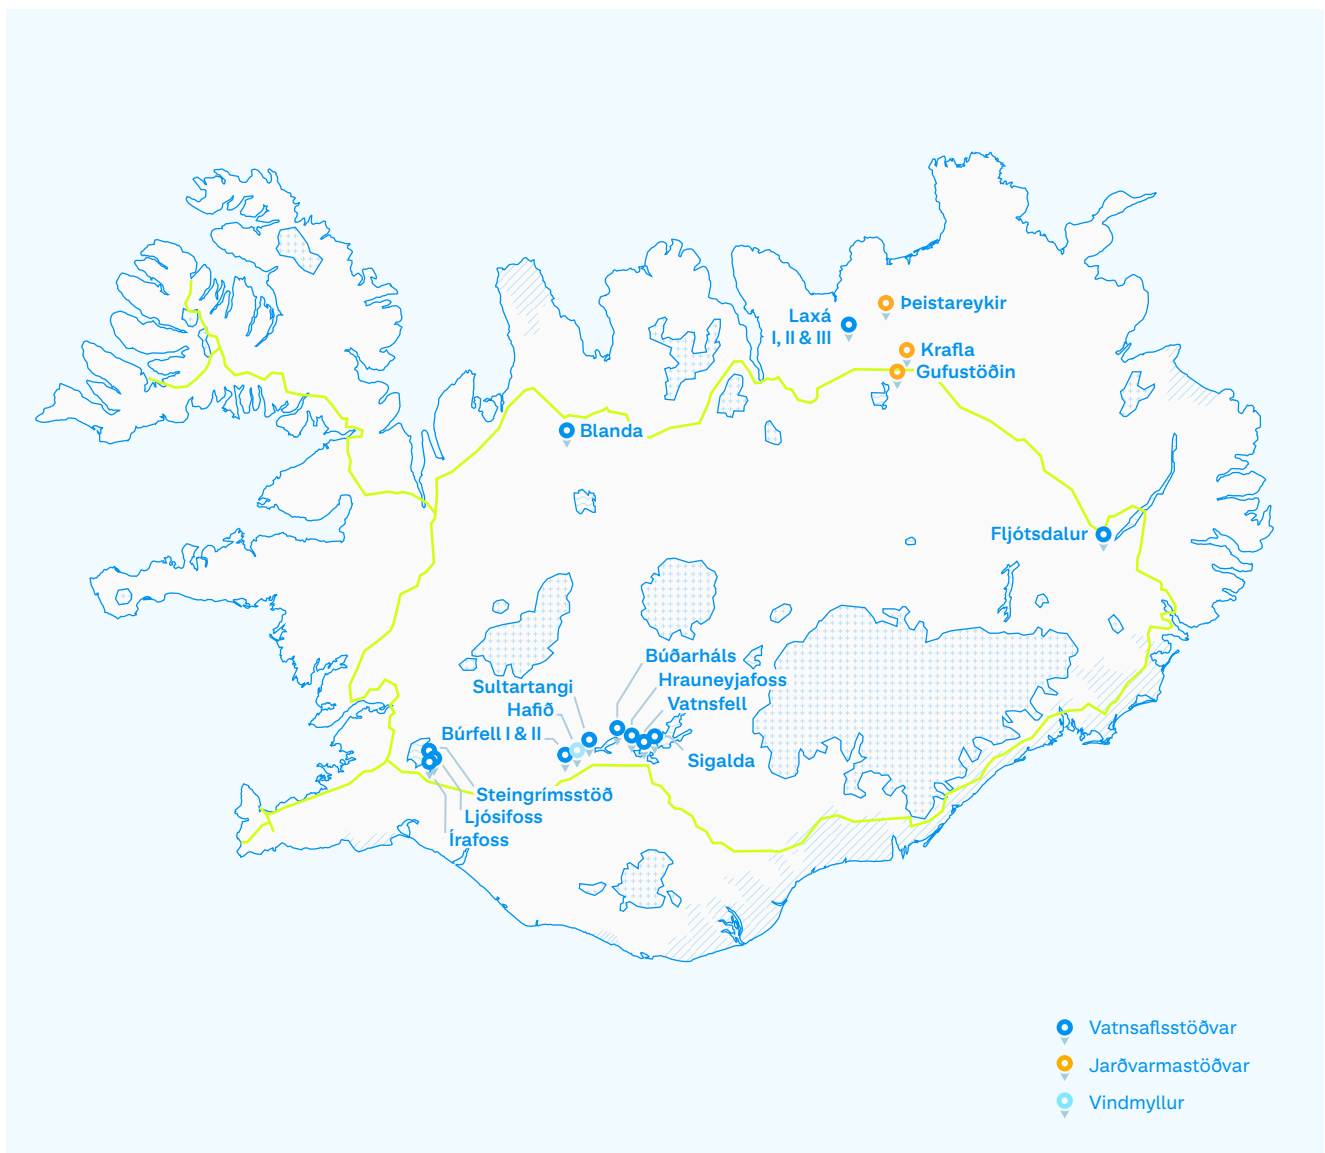 Þeistareykir
Laxá
I, II & III
Krafla
Gufustöðin
Blanda
Fljótsdalur
Búðarháls
Hrauneyjafoss
Sultartangi
Vatnsfell
Hafið
Búrfell I & II
Sigalda
Steingrímsstöð
Ljósifoss
Írafoss
Vatnsaflsstöðvar
Jarðvarmastöðvar
Vindmyllur